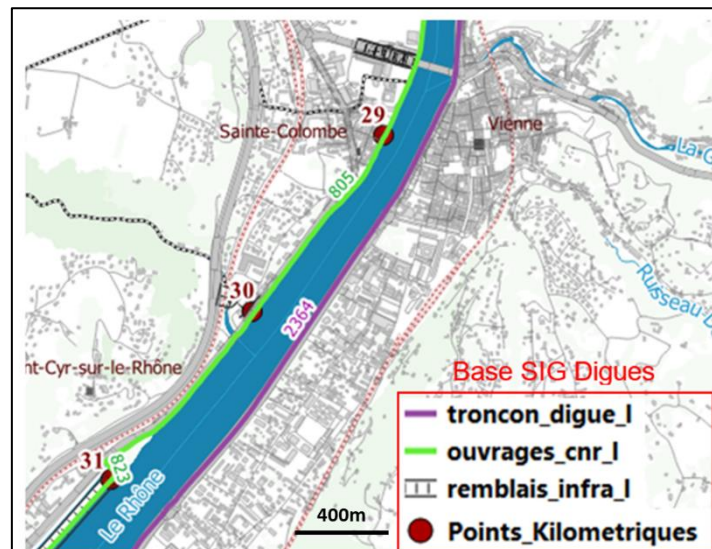 29
Sainte-Colombe
Vienne
La G
805
30
2364
Ruisseau D
nt-Cyr-sur-le-Rhône
31
823
Le Rhône
Base SIG Digues
troncon_digue_l
ouvrages_cnr_l
remblais_infra_l
Points_Kilometriques
400m